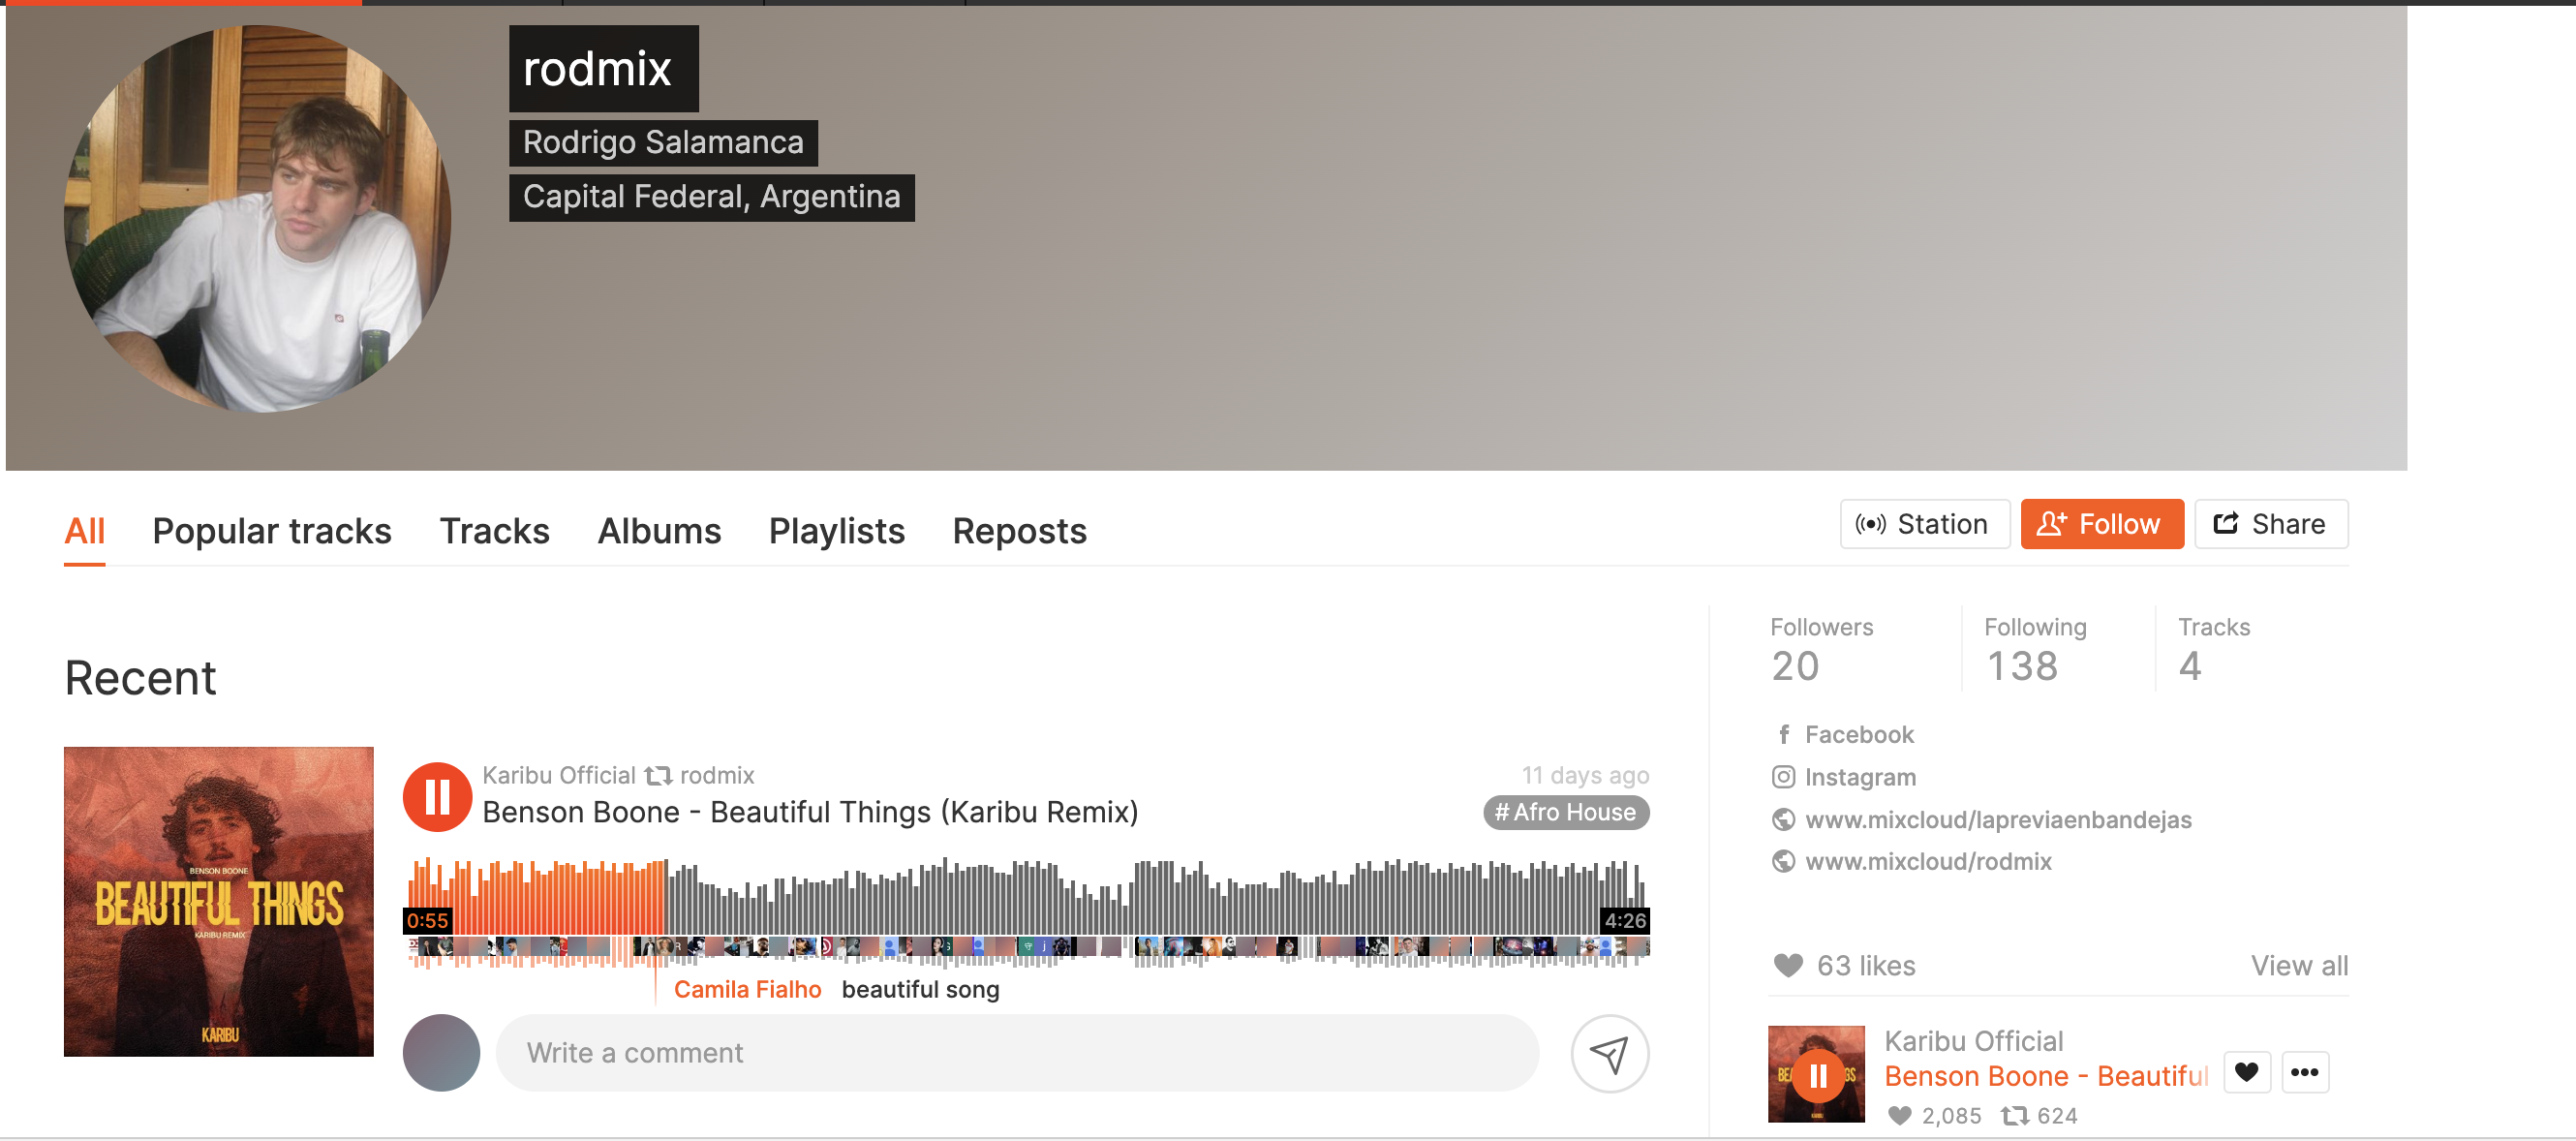 rodmix
Rodrigo Salamanca
Capital Federal, Argentina
All Popular tracks Tracks Albums Playlists Reposts
Station Follow Share
Followers Following Tracks
20 138 4
Recent
Facebook
Instagram
www.mixcloud/lapreviaenbandejas
www.mixcloud/rodmix
Karibu Official rodmix 11 days ago
Benson Boone - Beautiful Things (Karibu Remix) # Afro House
BENSON BOONE
BEAUTIFUL THINGS
KARIBU REMIX
KARIBU
0:55 4:26
Camila Fialho beautiful song
Write a comment
63 likes View all
Karibu Official
Benson Boone - Beautiful
2,085 624